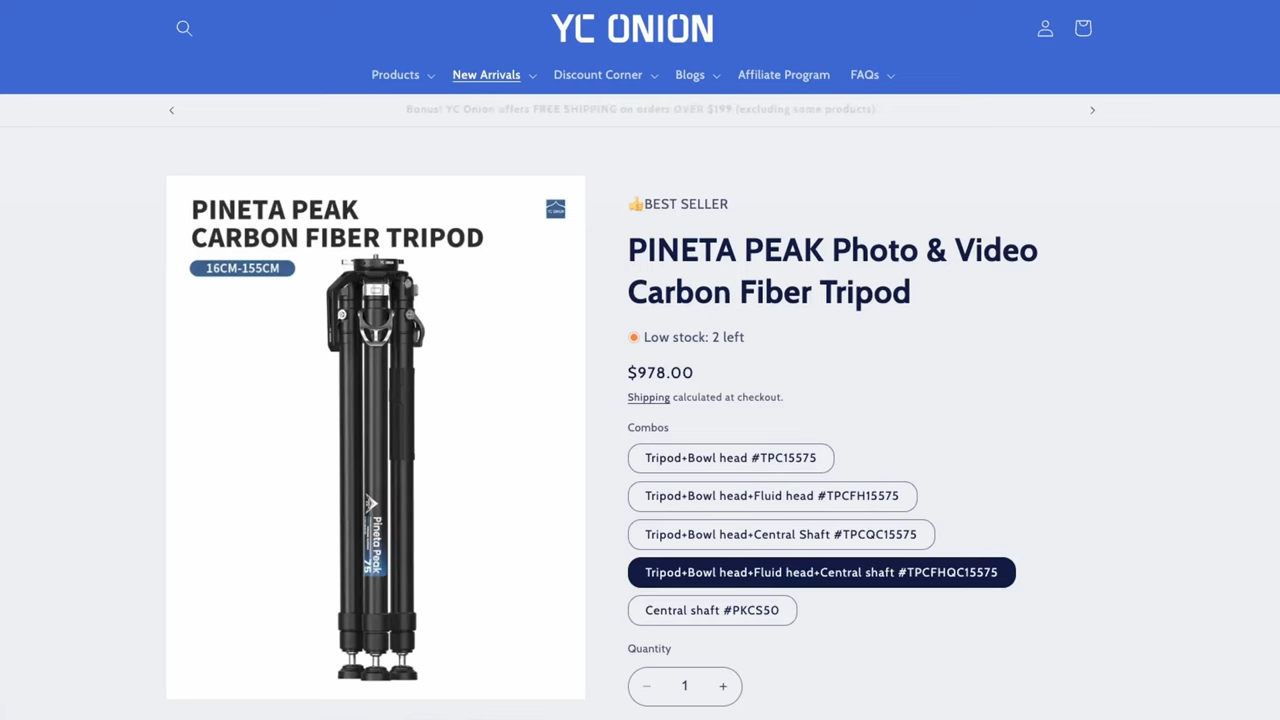 YC ONION
Products
New Arrivals
Discount Corner
Blogs
Affiliate Program
FAQs
Bonus! YC Onion offers FREE SHIPPING on orders OVER $199 (excluding some products).
PINETA PEAK
CARBON FIBER TRIPOD
YC ONION
16CM-155CM
Pineta Peak
75
👍BEST SELLER
PINETA PEAK Photo & Video
Carbon Fiber Tripod
Low stock: 2 left
$978.00
Shipping calculated at checkout.
Combos
Tripod+Bowl head #TPC15575
Tripod+Bowl head+Fluid head #TPCFH15575
Tripod+Bowl head+Central Shaft #TPCQC15575
Tripod+Bowl head+Fluid head+Central shaft #TPCFHQC15575
Central shaft #PKCS50
Quantity
1